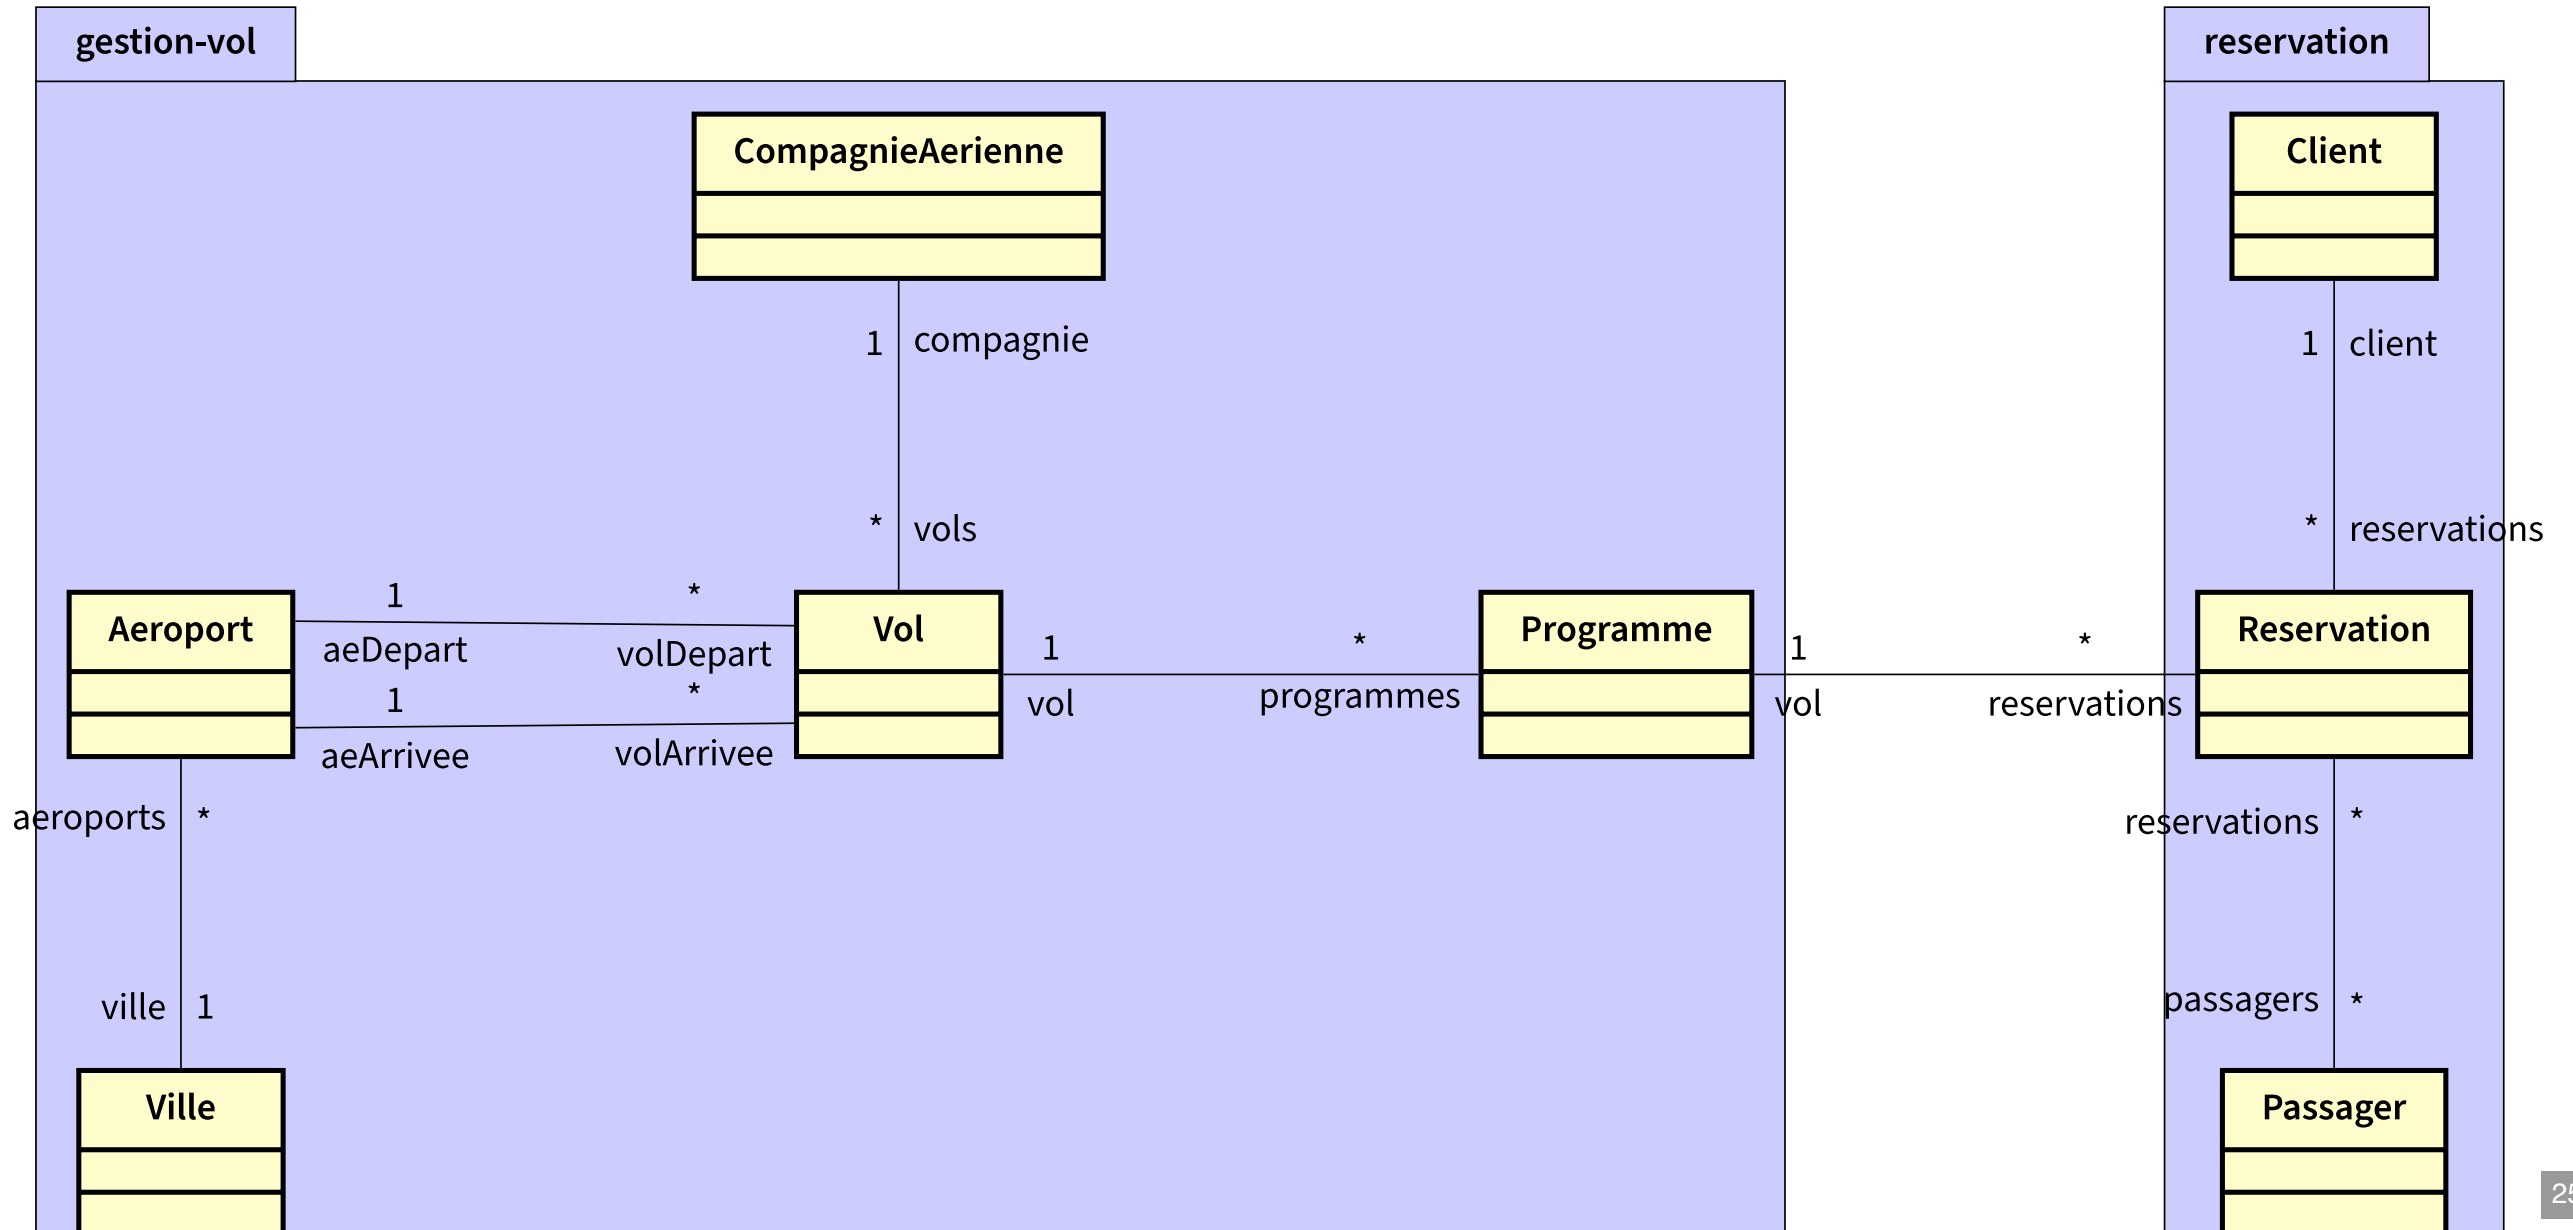 gestion-vol
reservation
CompagnieAerienne
Client
1 compagnie
1 client
* vols
* reservations
Aeroport
1 *
aeDepart volDepart
1 *
aeArrivee volArrivee
Vol
1 *
vol programmes
Programme
1 *
vol reservations
Reservation
aeroports *
reservations *
ville 1
passagers *
Ville
Passager